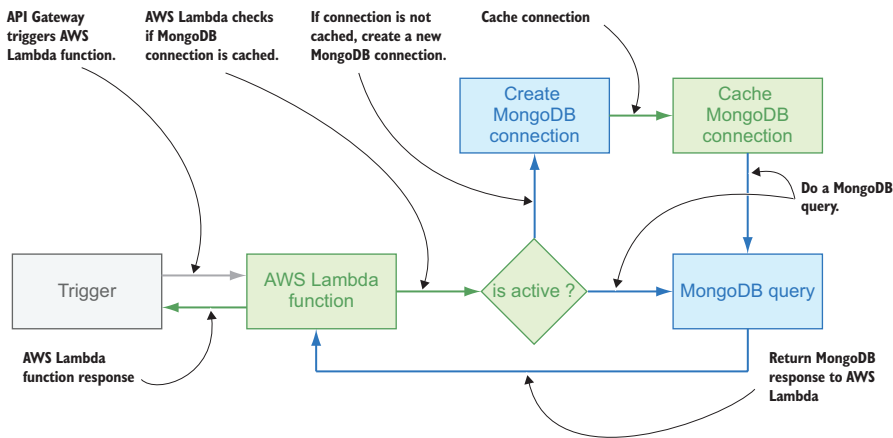 API Gateway
triggers AWS
Lambda function.
AWS Lambda checks
if MongoDB
connection is cached.
If connection is not
cached, create a new
MongoDB connection.
Cache connection
Create
MongoDB
connection
Cache
MongoDB
connection
Do a MongoDB
query.
Trigger
AWS Lambda
function
is active ?
MongoDB query
AWS Lambda
function response
Return MongoDB
response to AWS
Lambda